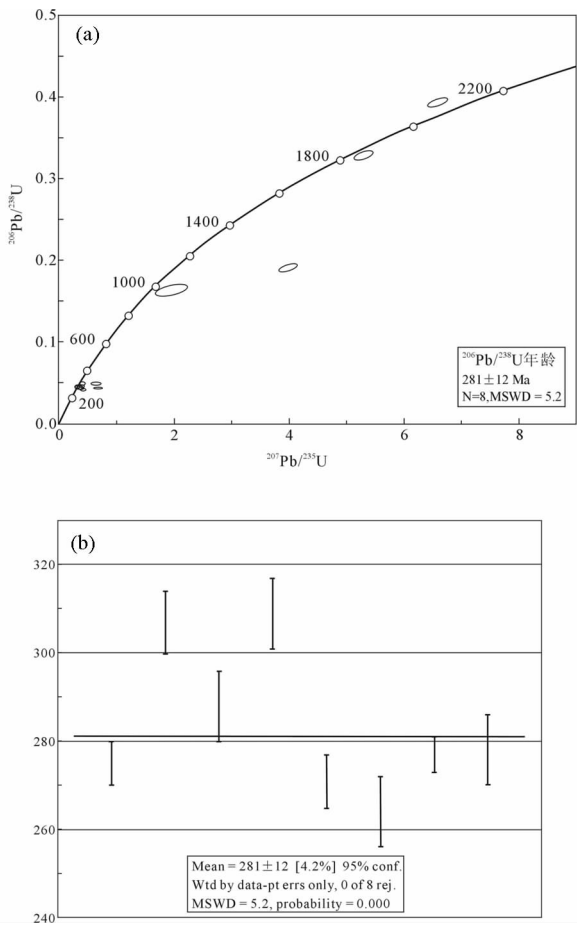 (a)
0.5
0.4
0.3
0.2
0.1
0.0
²⁰⁶Pb/²³⁸U
2200
1800
1400
1000
600
200
²⁰⁶Pb/²³⁸U年龄
281±12 Ma
N=8,MSWD = 5.2
0
2
4
6
8
²⁰⁷Pb/²³⁵U
(b)
320
300
280
260
240
Mean = 281±12 [4.2%] 95% conf.
Wtd by data-pt errs only, 0 of 8 rej.
MSWD = 5.2, probability = 0.000